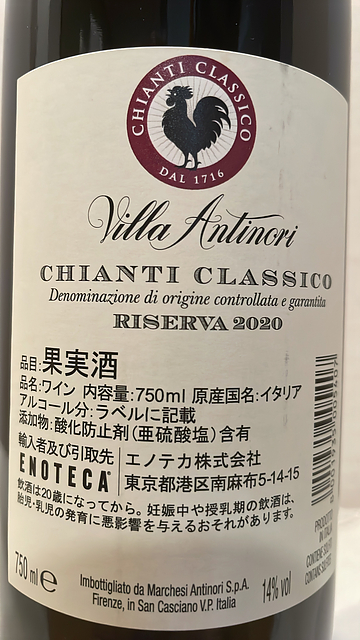 CHIANTI CLASSICO
DAL 1716
Villa Antinori
CHIANTI CLASSICO
Denominazione di origine controllata e garantita
RISERVA 2020
品目:果実酒
品名:ワイン 内容量:750ml 原産国名:イタリア
アルコール分:ラベルに記載
添加物:酸化防止剤(亜硫酸塩)含有
輸入者及び引取先
ENOTECA
エノテカ株式会社
東京都港区南麻布5-14-15
飲酒は20歳になってから。妊娠中や授乳期の飲酒は、
胎児・乳児の発育に悪影響を与えるおそれがあります。
750 ml e
Imbottigliato da Marchesi Antinori S.p.A.
Firenze, in San Casciano V.P. Italia
14% vol